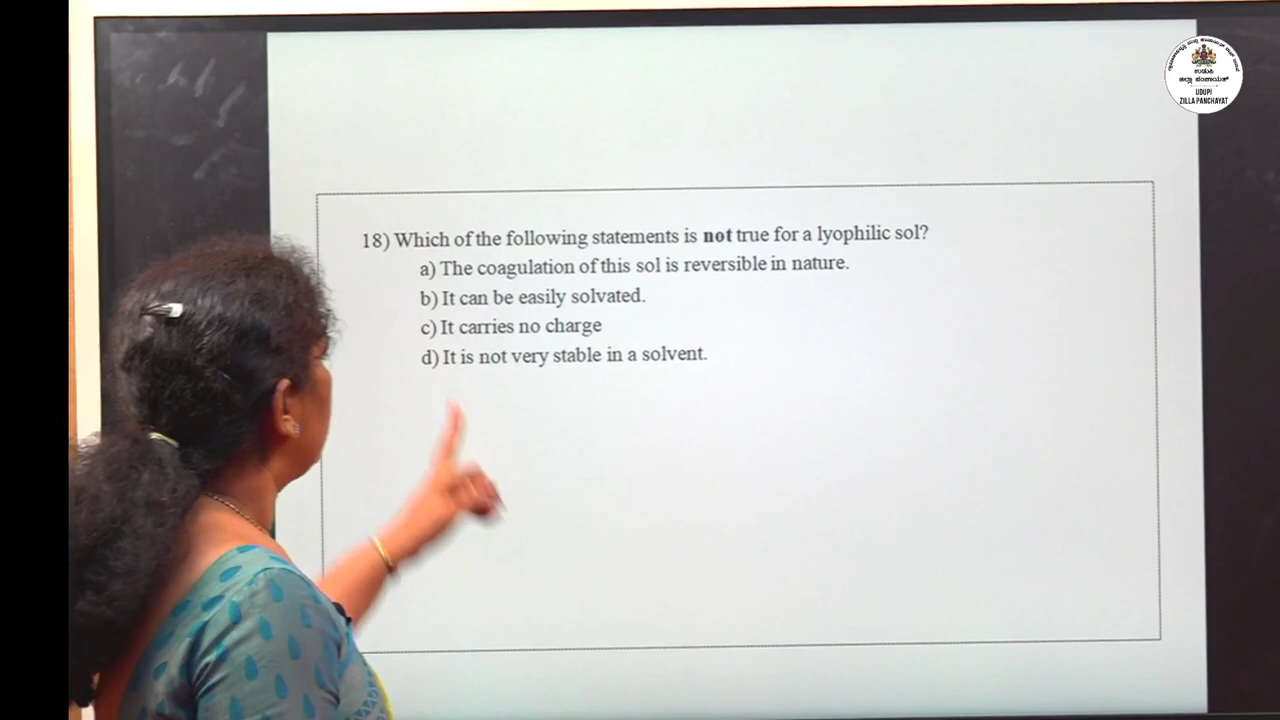 18) Which of the following statements is not true for a lyophilic sol?
a) The coagulation of this sol is reversible in nature.
b) It can be easily solvated.
c) It carries no charge
d) It is not very stable in a solvent.
ಉಡುಪಿ
ಜಿಲ್ಲಾ ಪಂಚಾಯತ್
UDUPI
ZILLA PANCHAYAT